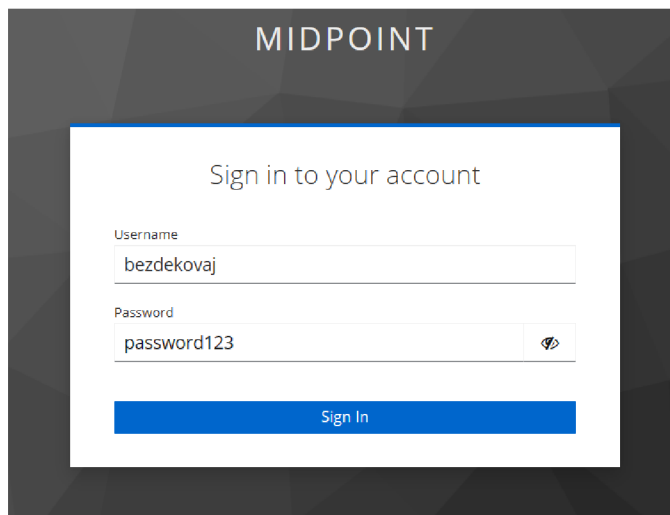 MIDPOINT
Sign in to your account
Username
bezdekovaj
Password
password123
Sign In